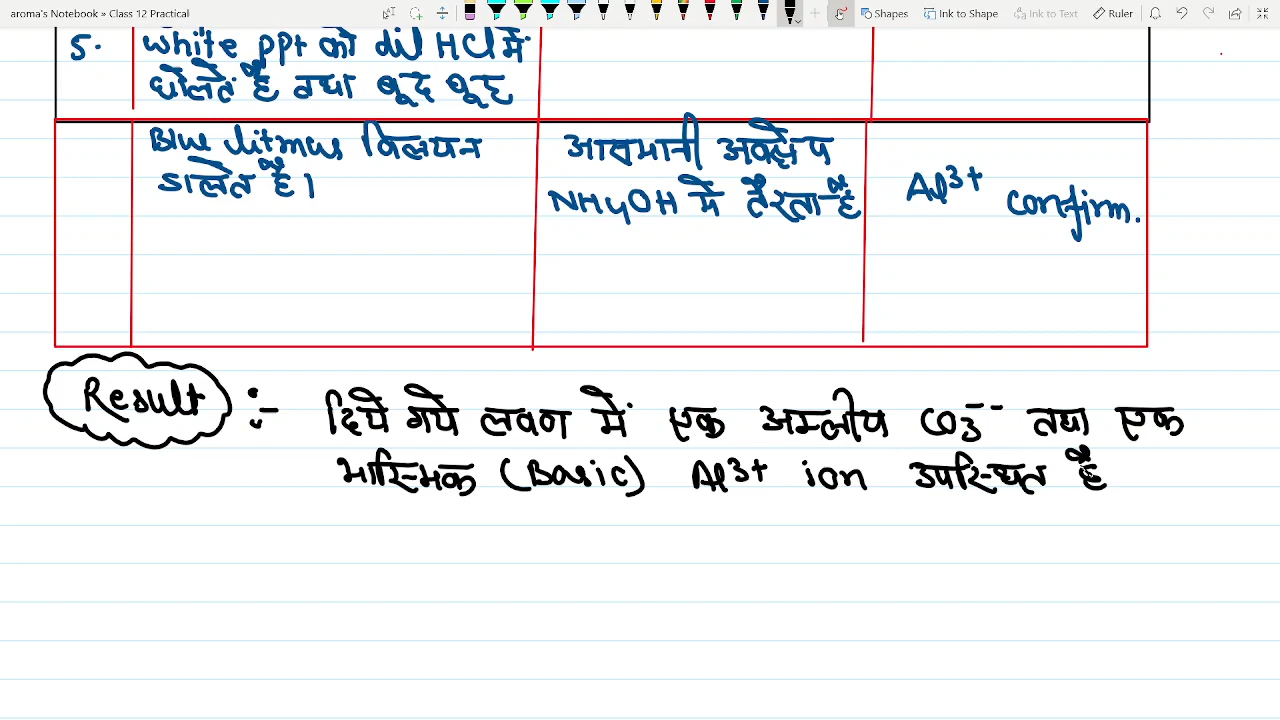 aroma's Notebook » Class 12 Practical
Shapes Ink to Shape Ink to Text Ruler
5. White ppt को dil HCl में
घोलते है तथा बूद बूद
Blue litmus विलयन
डालते है।
आसमानी अवक्षेप
NH4OH में तैरता है
Al3+ confirm.
Result :- दिये गये लवण में एक अम्लीय CO3-- तथा एक
भास्मिक (Basic) Al3+ ion उपस्थित है